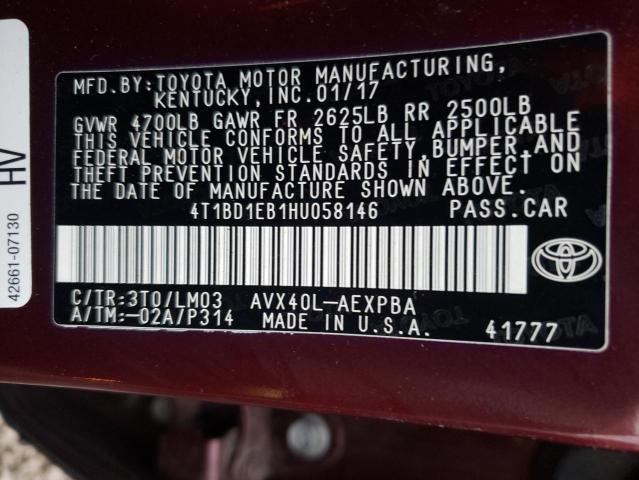 MFD.BY:TOYOTA MOTOR MANUFACTURING,
KENTUCKY,INC.01/17
GVWR 4700LB GAWR FR 2625LB RR 2500LB
THIS VEHICLE CONFORMS TO ALL APPLICABLE
FEDERAL MOTOR VEHICLE SAFETY,BUMPER,AND
THEFT PREVENTION STANDARDS IN EFFECT ON
THE DATE OF MANUFACTURE SHOWN ABOVE.
4T1BD1EB1HU058146 PASS.CAR
C/TR:3T0/LM03 AVX40L-AEXPBA
A/TM:-02A/P314 MADE IN U.S.A. 41777
HV
42661-07130